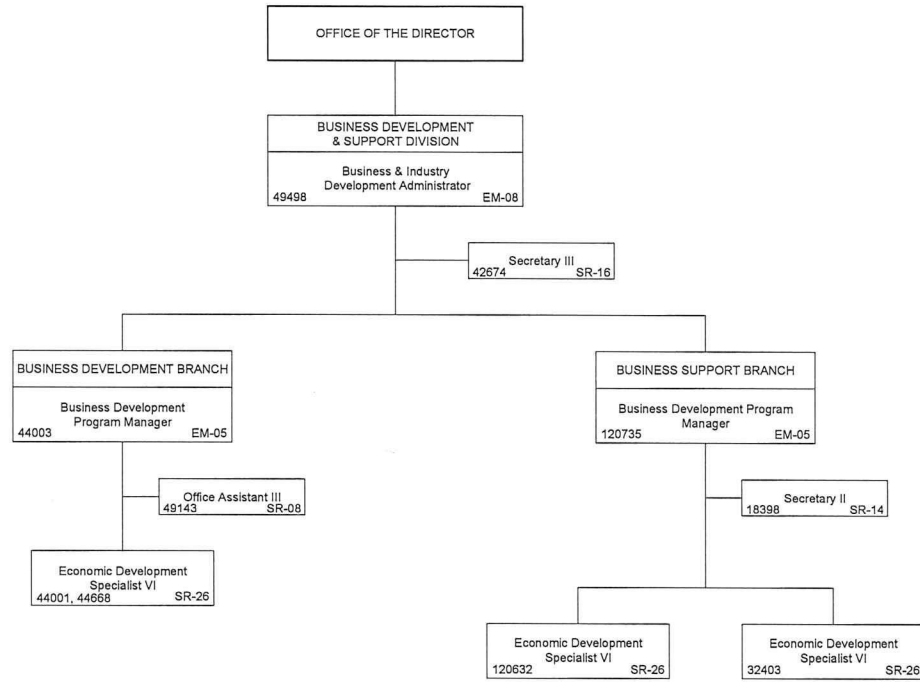 OFFICE OF THE DIRECTOR
BUSINESS DEVELOPMENT
& SUPPORT DIVISION
Business & Industry
Development Administrator
49498 EM-08
Secretary III
42674 SR-16
BUSINESS DEVELOPMENT BRANCH
Business Development
Program Manager
44003 EM-05
Office Assistant III
49143 SR-08
Economic Development
Specialist VI
44001, 44668 SR-26
BUSINESS SUPPORT BRANCH
Business Development Program
Manager
120735 EM-05
Secretary II
18398 SR-14
Economic Development
Specialist VI
120632 SR-26
Economic Development
Specialist VI
32403 SR-26